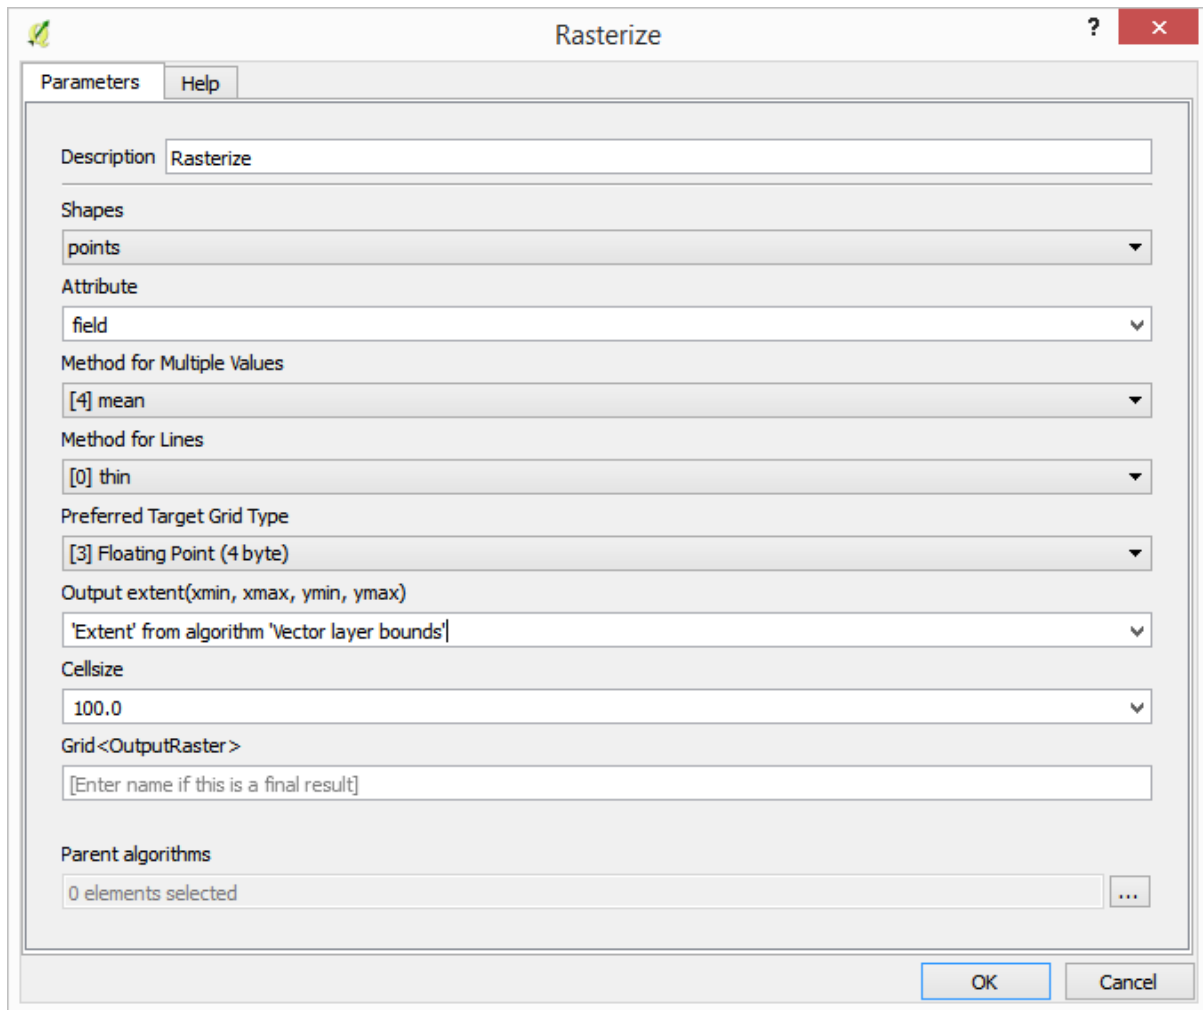 Rasterize
?
Parameters
Help
Description
Rasterize
Shapes
points
Attribute
field
Method for Multiple Values
[4] mean
Method for Lines
[0] thin
Preferred Target Grid Type
[3] Floating Point (4 byte)
Output extent(xmin, xmax, ymin, ymax)
'Extent' from algorithm 'Vector layer bounds'
Cellsize
100.0
Grid<OutputRaster>
[Enter name if this is a final result]
Parent algorithms
0 elements selected
...
OK
Cancel